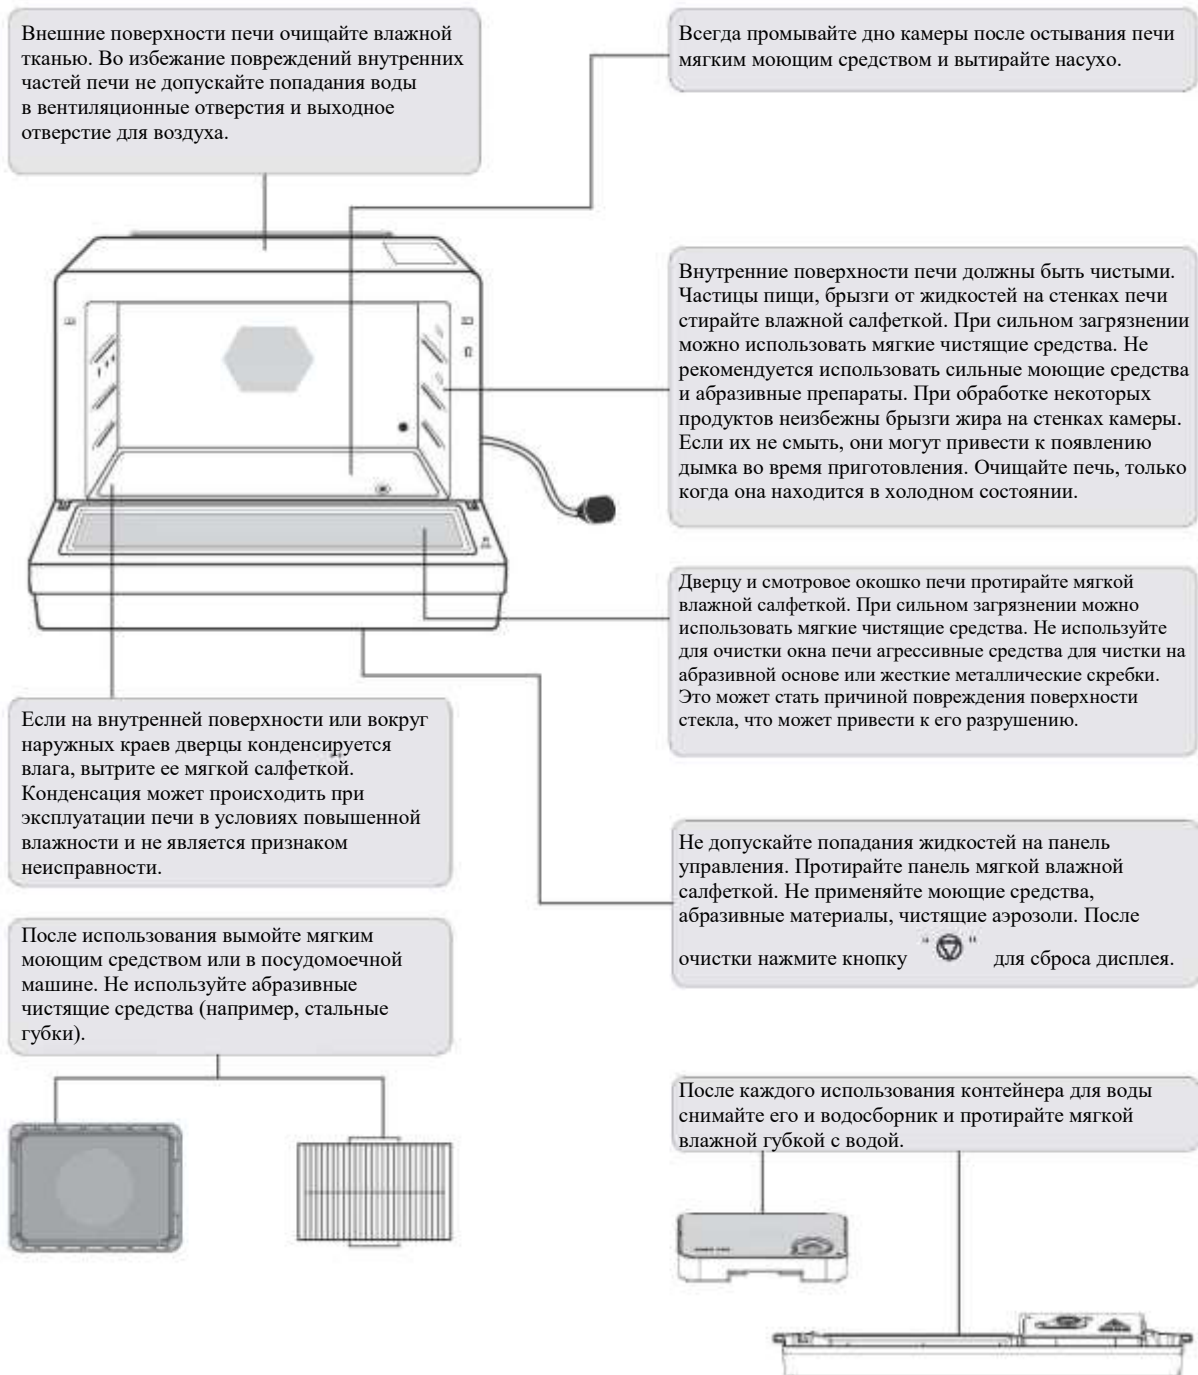 Внешние поверхности печи очищайте влажной
тканью. Во избежание повреждений внутренних
частей печи не допускайте попадания воды
в вентиляционные отверстия и выходное
отверстие для воздуха.
Всегда промывайте дно камеры после остывания печи
мягким моющим средством и вытирайте насухо.
Внутренние поверхности печи должны быть чистыми.
Частицы пищи, брызги от жидкостей на стенках печи
стирайте влажной салфеткой. При сильном загрязнении
можно использовать мягкие чистящие средства. Не
рекомендуется использовать сильные моющие средства
и абразивные препараты. При обработке некоторых
продуктов неизбежны брызги жира на стенках камеры.
Если их не смыть, они могут привести к появлению
дымка во время приготовления. Очищайте печь, только
когда она находится в холодном состоянии.
Дверцу и смотровое окошко печи протирайте мягкой
влажной салфеткой. При сильном загрязнении можно
использовать мягкие чистящие средства. Не используйте
для очистки окна печи агрессивные средства для чистки на
абразивной основе или жесткие металлические скребки.
Это может стать причиной повреждения поверхности
стекла, что может привести к его разрушению.
Если на внутренней поверхности или вокруг
наружных краев дверцы конденсируется
влага, вытрите ее мягкой салфеткой.
Конденсация может происходить при
эксплуатации печи в условиях повышенной
влажности и не является признаком
неисправности.
Не допускайте попадания жидкостей на панель
управления. Протирайте панель мягкой влажной
салфеткой. Не применяйте моющие средства,
абразивные материалы, чистящие аэрозоли. После
очистки нажмите кнопку " " для сброса дисплея.
После использования вымойте мягким
моющим средством или в посудомоечной
машине. Не используйте абразивные
чистящие средства (например, стальные
губки).
После каждого использования контейнера для воды
снимайте его и водосборник и протирайте мягкой
влажной губкой с водой.